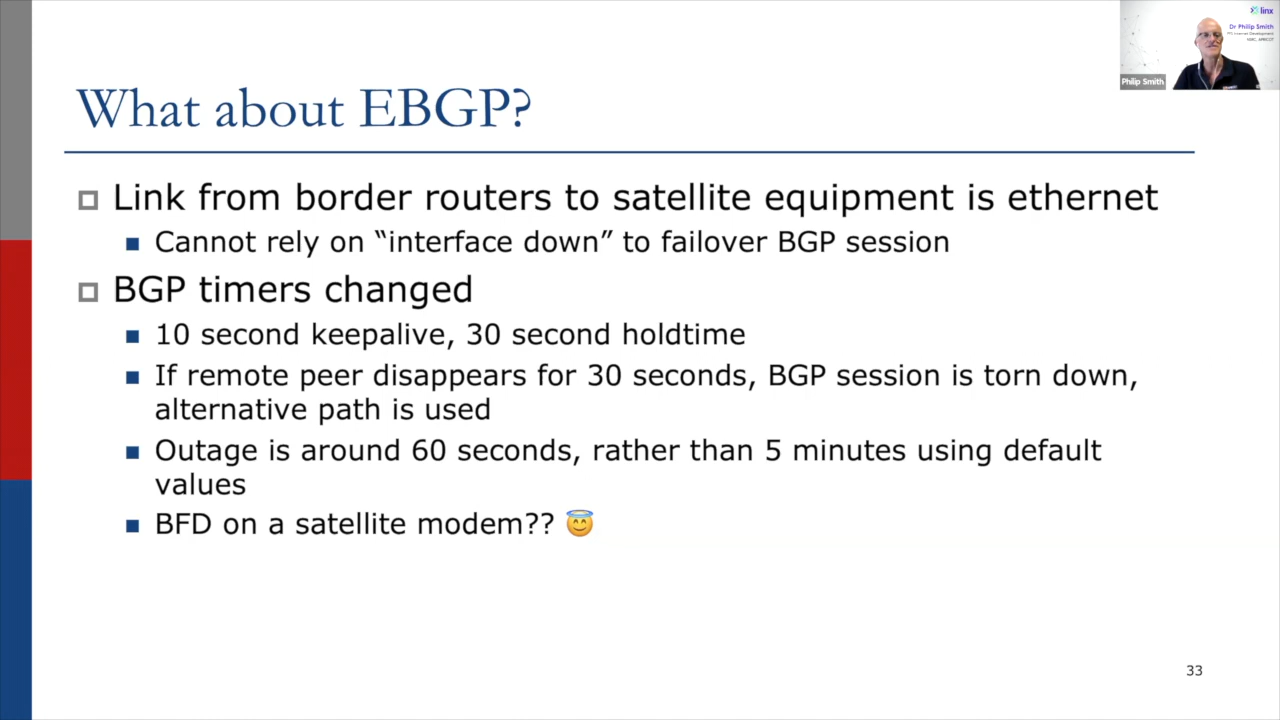 linx
Dr Philip Smith
Philip Smith
What about EBGP?
Link from border routers to satellite equipment is ethernet
Cannot rely on “interface down” to failover BGP session
BGP timers changed
10 second keepalive, 30 second holdtime
If remote peer disappears for 30 seconds, BGP session is torn down,
alternative path is used
Outage is around 60 seconds, rather than 5 minutes using default
values
BFD on a satellite modem?? 😇
33